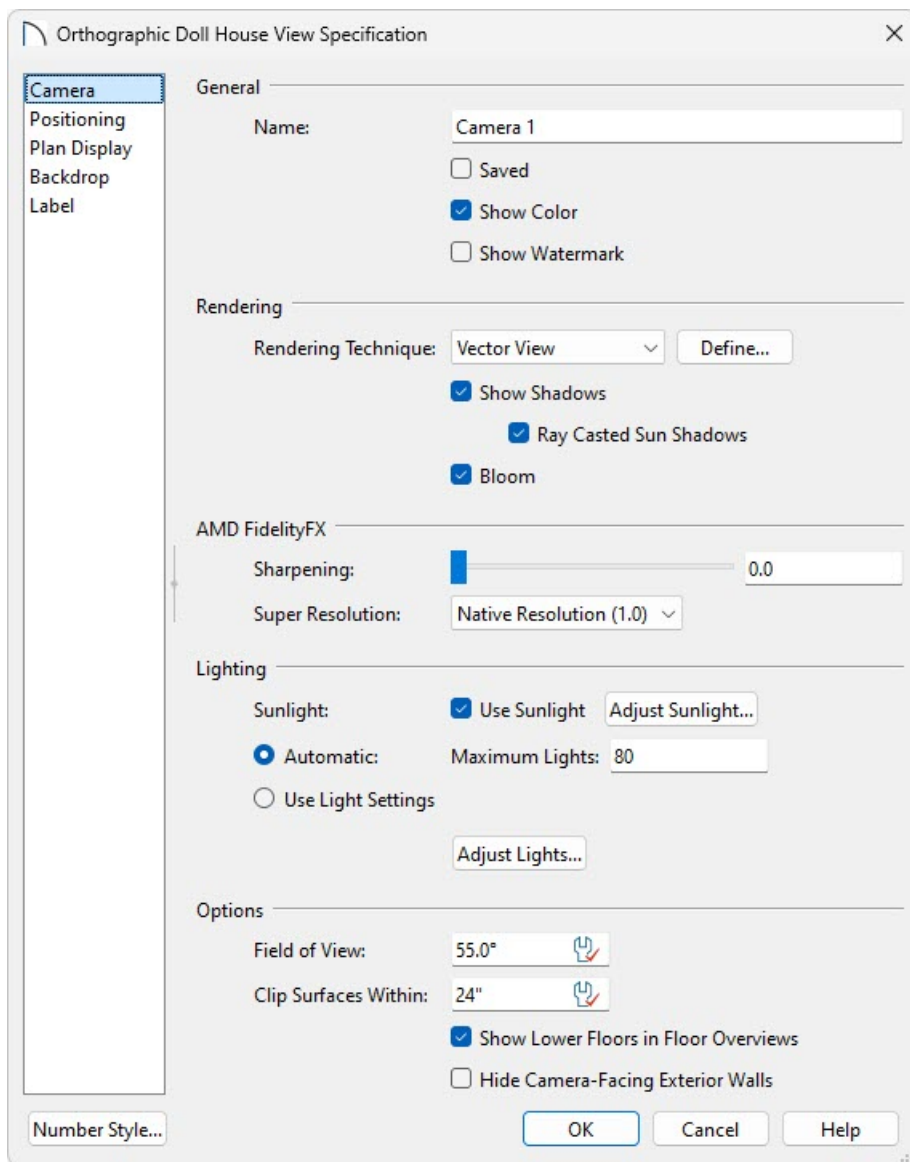 Orthographic Doll House View Specification
Camera
Positioning
Plan Display
Backdrop
Label
General
Name: Camera 1
Saved
Show Color
Show Watermark
Rendering
Rendering Technique: Vector View Define...
Show Shadows
Ray Casted Sun Shadows
Bloom
AMD FidelityFX
Sharpening: 0.0
Super Resolution: Native Resolution (1.0)
Lighting
Sunlight: Use Sunlight Adjust Sunlight...
Automatic: Maximum Lights: 80
Use Light Settings
Adjust Lights...
Options
Field of View: 55.0°
Clip Surfaces Within: 24"
Show Lower Floors in Floor Overviews
Hide Camera-Facing Exterior Walls
Number Style... OK Cancel Help